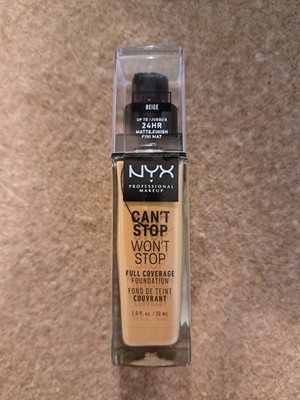 BEIGE
UP TO / JUSQU'À
24HR
MATTE FINISH
FINI MAT
NYX
PROFESSIONAL
MAKEUP
CAN'T
STOP
WON'T
STOP
FULL COVERAGE
FOUNDATION
FOND DE TEINT
COUVRANT
1.0 fl. oz. / 30 mL